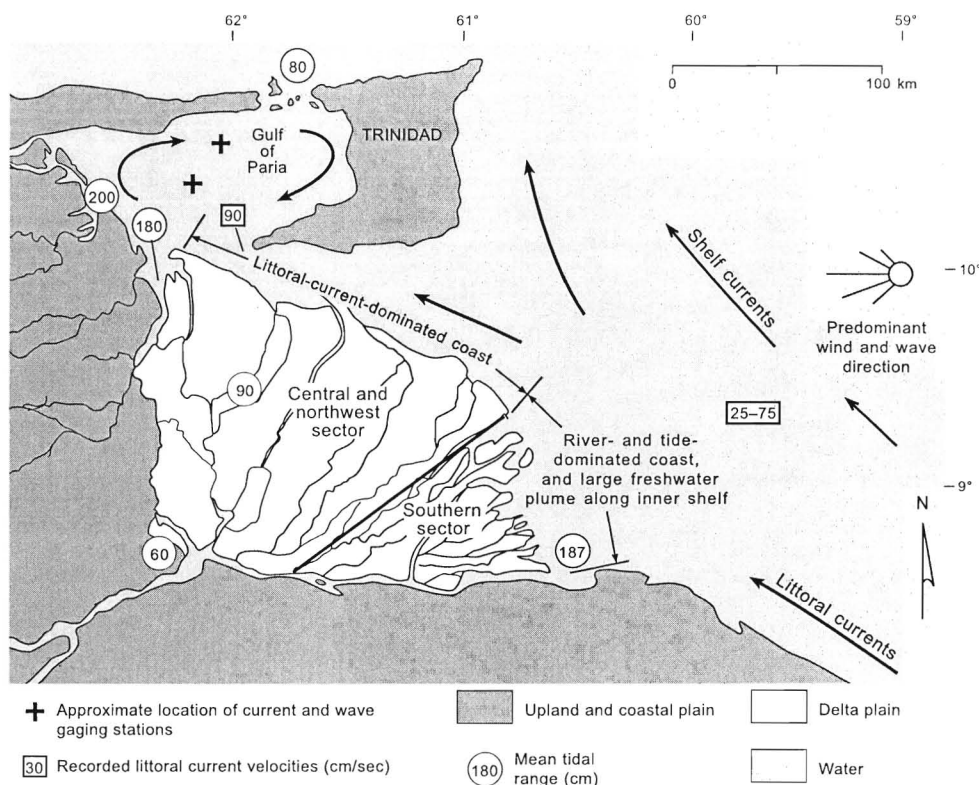 62°
61°
60°
59°
80
0
100 km
Gulf
of
Paria
TRINIDAD
200
180
90
Littoral-current-dominated coast
Shelf currents
10°
Predominant
wind and wave
direction
90
Central and
northwest
sector
25–75
River- and tide-
dominated coast,
and large freshwater
plume along inner shelf
9°
N
Southern
sector
60
187
Littoral currents
Approximate location of current and wave
gaging stations
Upland and coastal plain
Delta plain
30 Recorded littoral current velocities (cm/sec)
180 Mean tidal
range (cm)
Water